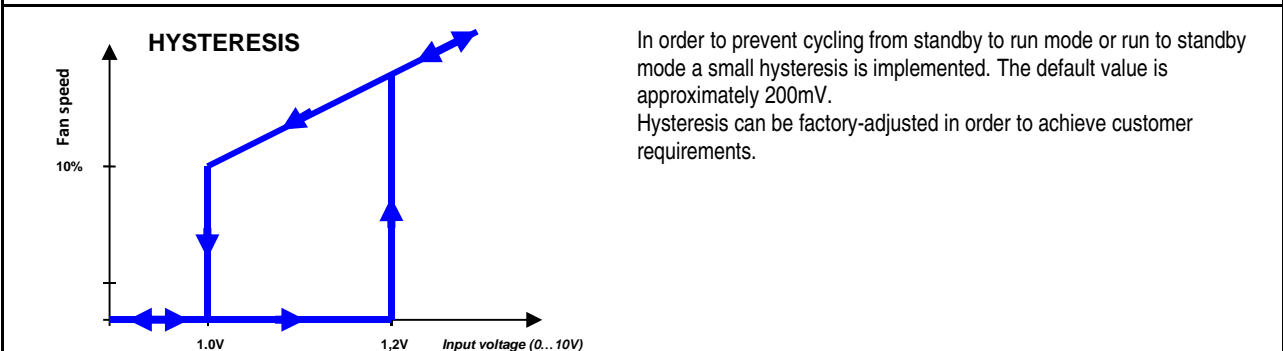 HYSTERESIS
Fan speed
10%
1.0V
1,2V
Input voltage (0…10V)
In order to prevent cycling from standby to run mode or run to standby
mode a small hysteresis is implemented. The default value is
approximately 200mV.
Hysteresis can be factory-adjusted in order to achieve customer
requirements.